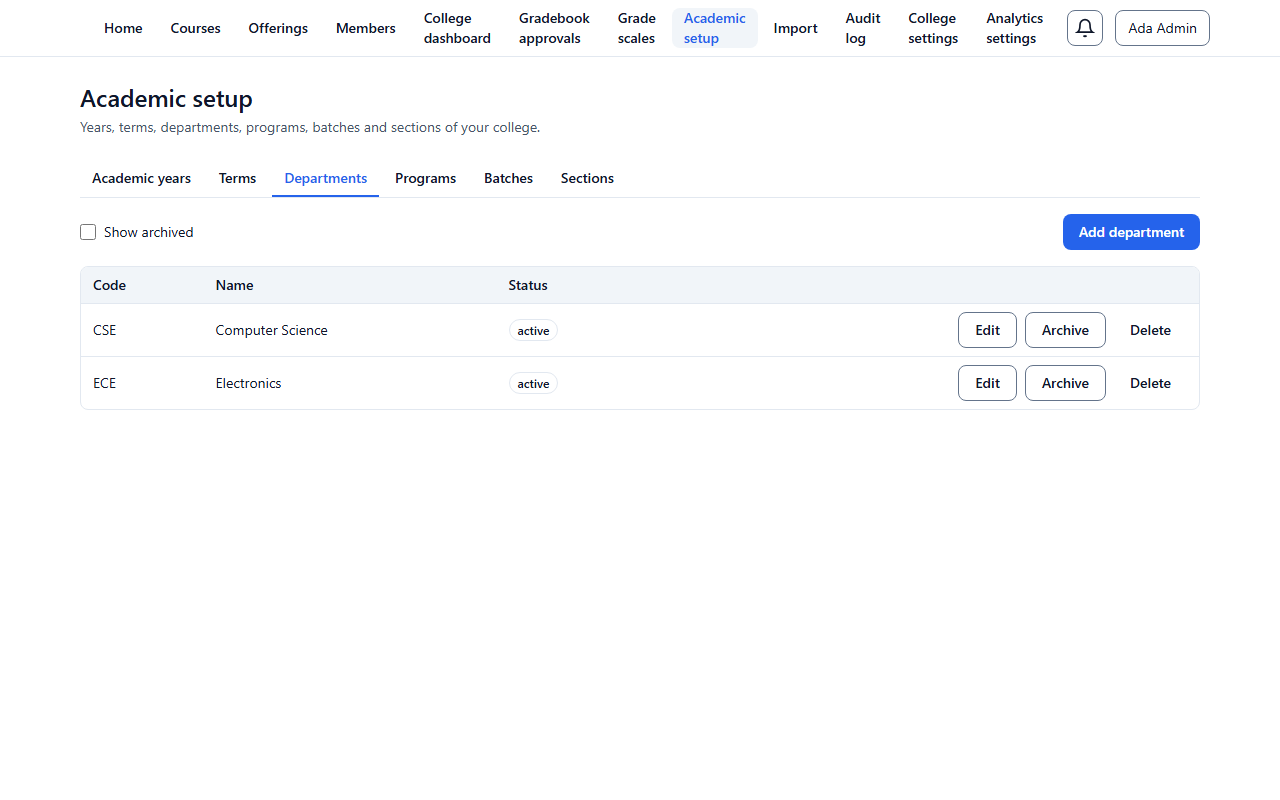 Home Courses Offerings Members College dashboard Gradebook approvals Grade scales Academic setup Import Audit log College settings Analytics settings Ada Admin
Academic setup
Years, terms, departments, programs, batches and sections of your college.
Academic years Terms Departments Programs Batches Sections
Show archived Add department
Code Name Status
CSE Computer Science active Edit Archive Delete
ECE Electronics active Edit Archive Delete